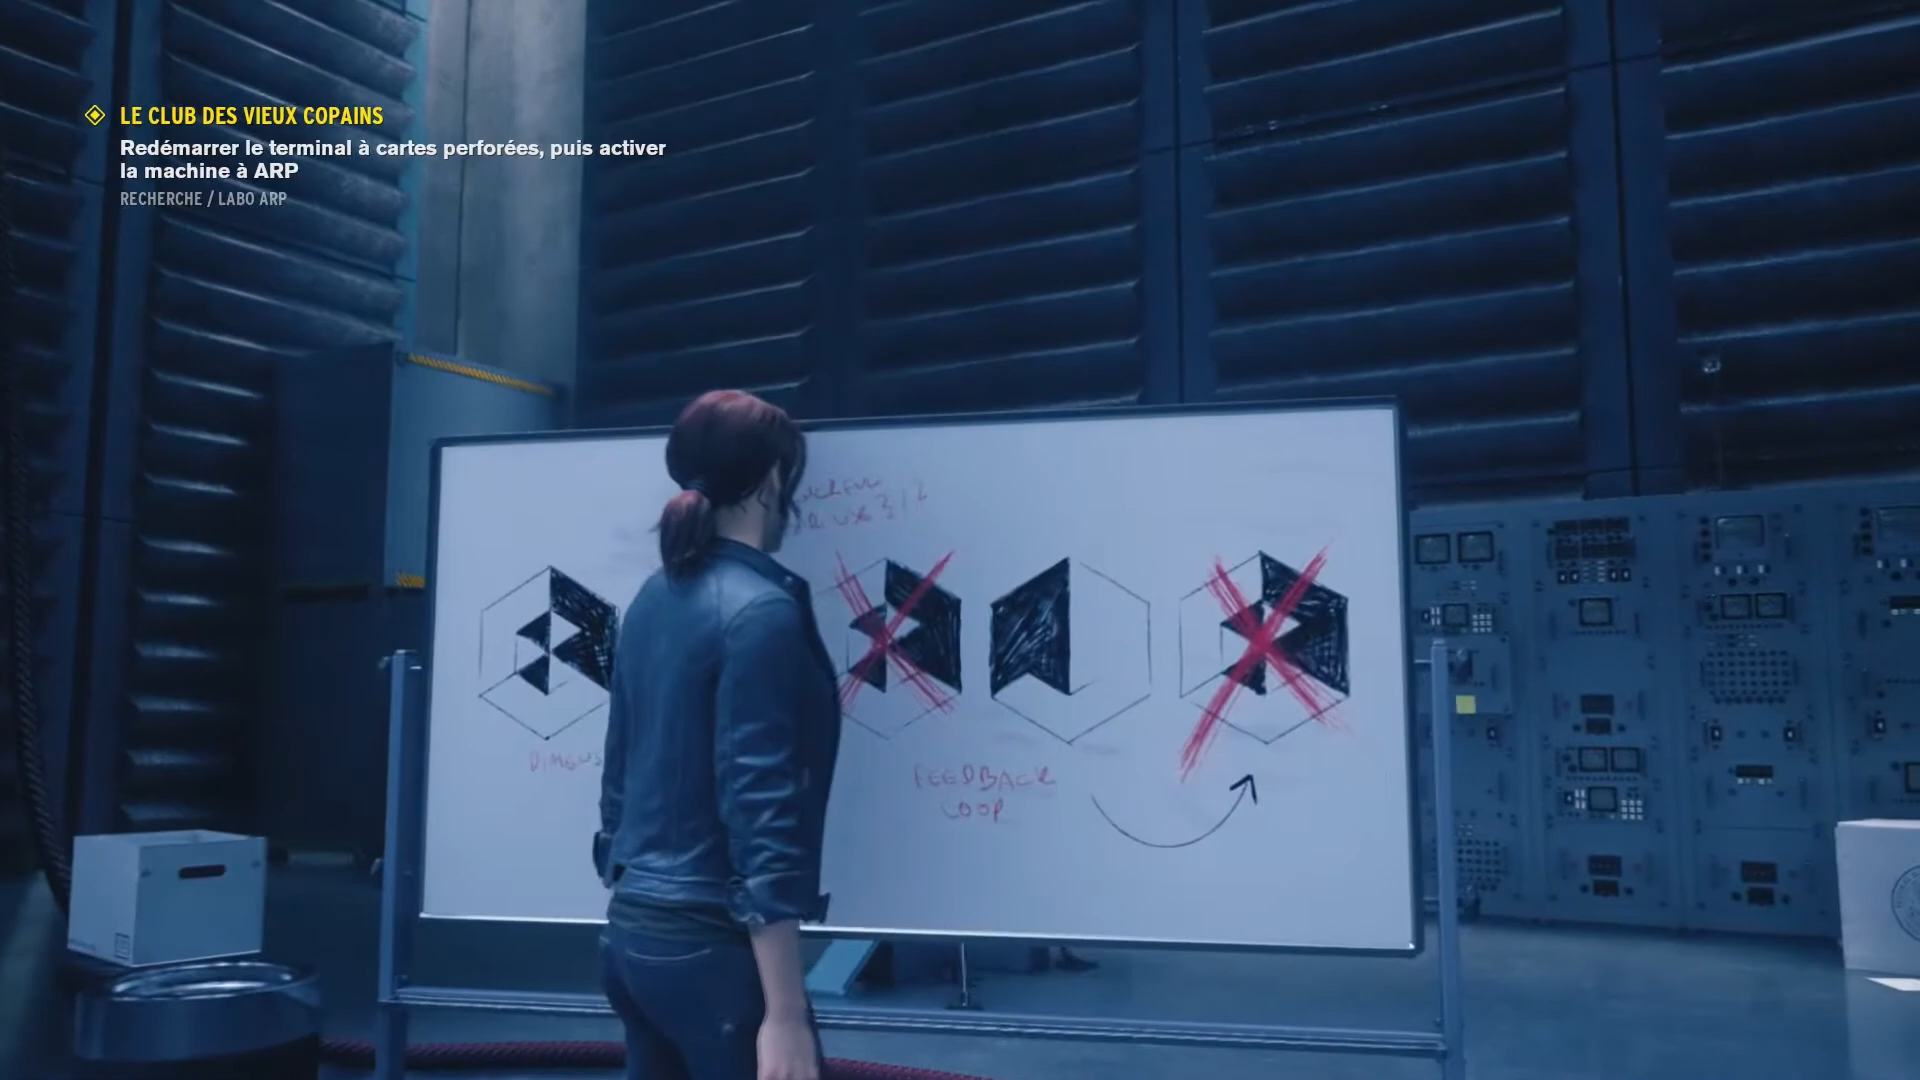 LE CLUB DES VIEUX COPAINS
Redémarrer le terminal à cartes perforées, puis activer
la machine à ARP
RECHERCHE / LABO ARP
FEEDBACK
LOOP